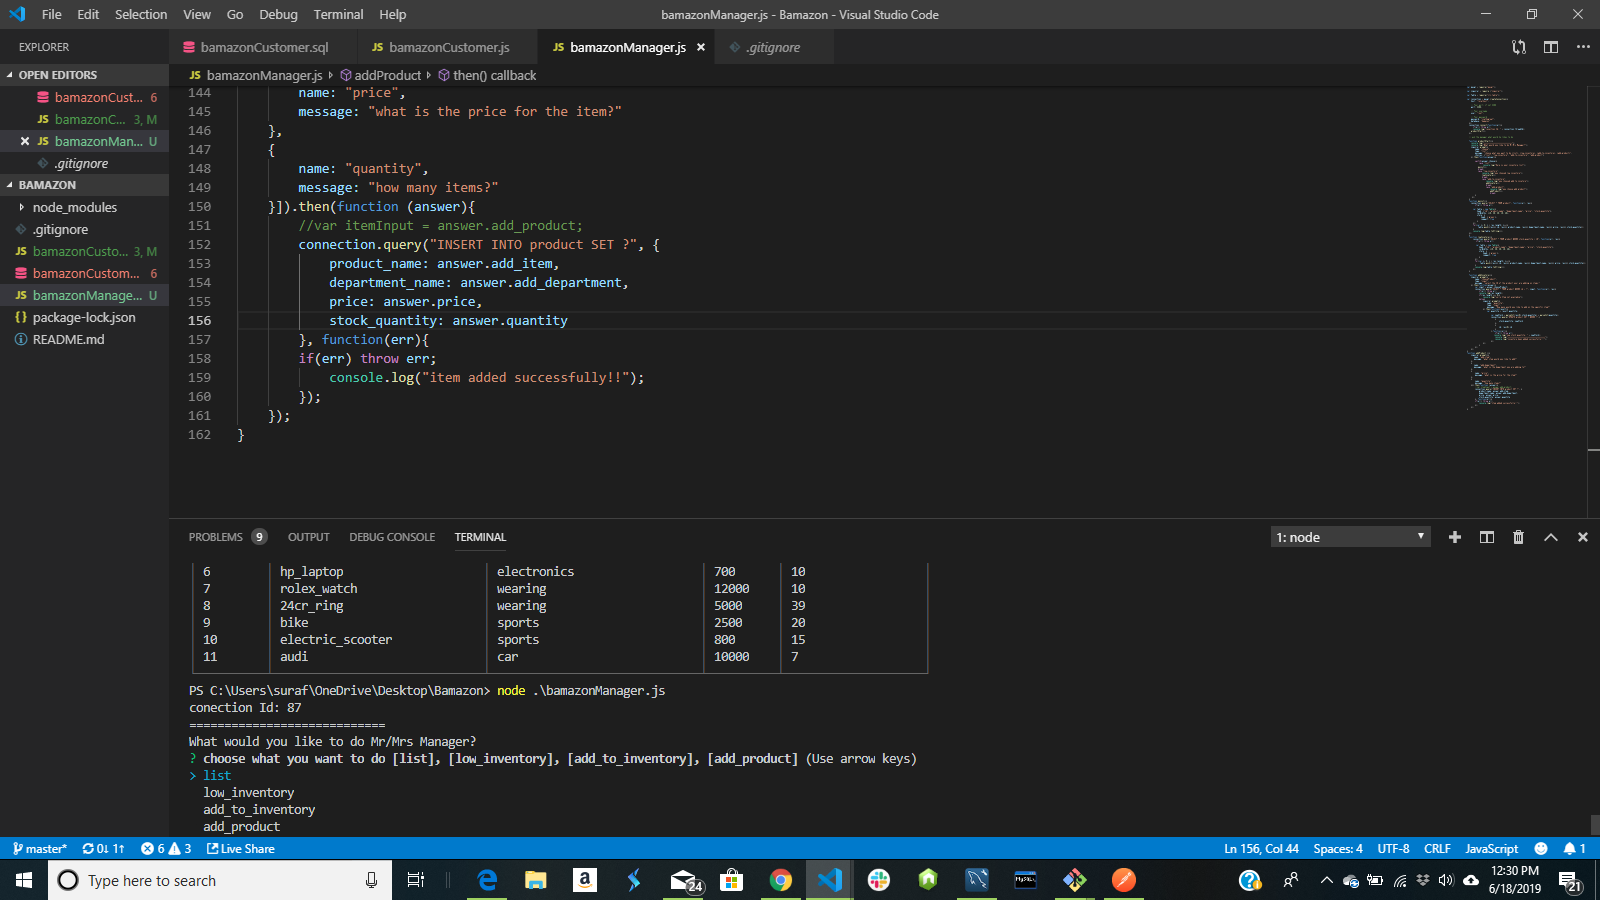 File Edit Selection View Go Debug Terminal Help
bamazonManager.js - Bamazon - Visual Studio Code
EXPLORER
bamazonCustomer.sql
JS bamazonCustomer.js
JS bamazonManager.js
.gitignore
OPEN EDITORS
bamazonCust... 6
JS bamazonC... 3, M
JS bamazonMan... U
.gitignore
BAMAZON
node_modules
.gitignore
JS bamazonCusto... 3, M
bamazonCustom... 6
JS bamazonManage... U
{} package-lock.json
README.md
JS bamazonManager.js addProduct then() callback
144 name: "price",
145 message: "what is the price for the item?"
146 },
147 {
148 name: "quantity",
149 message: "how many items?"
150 }]).then(function (answer){
151 //var itemInput = answer.add_product;
152 connection.query("INSERT INTO product SET ?", {
153 product_name: answer.add_item,
154 department_name: answer.add_department,
155 price: answer.price,
156 stock_quantity: answer.quantity
157 }, function(err){
158 if(err) throw err;
159 console.log("item added successfully!!");
160 });
161 });
162 }
PROBLEMS 9 OUTPUT DEBUG CONSOLE TERMINAL
1: node
6 hp_laptop electronics 700 10
7 rolex_watch wearing 12000 10
8 24cr_ring wearing 5000 39
9 bike sports 2500 20
10 electric_scooter sports 800 15
11 audi car 10000 7
PS C:\Users\suraf\OneDrive\Desktop\Bamazon> node .\bamazonManager.js
conection Id: 87
============================
What would you like to do Mr/Mrs Manager?
? choose what you want to do [list], [low_inventory], [add_to_inventory], [add_product] (Use arrow keys)
> list
low_inventory
add_to_inventory
add_product
master* 0↓ 1↑ 6 3 Live Share
Ln 156, Col 44 Spaces: 4 UTF-8 CRLF JavaScript 1
Type here to search
24
MySQL
12:30 PM
6/18/2019
21